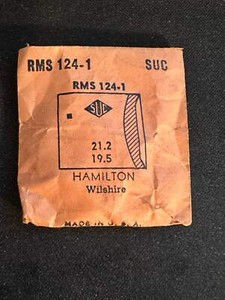 RMS 124-1 SUC
RMS 124-1
SUC
21.2
19.5
HAMILTON
Wilshire
MADE IN U.S.A.